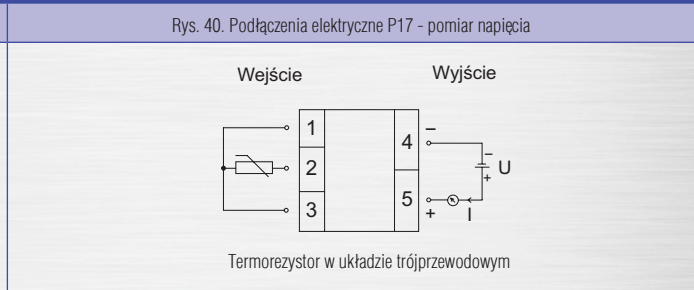 Rys. 40. Podłączenia elektryczne P17 - pomiar napięcia
Wejście Wyjście
1 4 –
– U
2
+
3 5 + I
Termorezystor w układzie trójprzewodowym